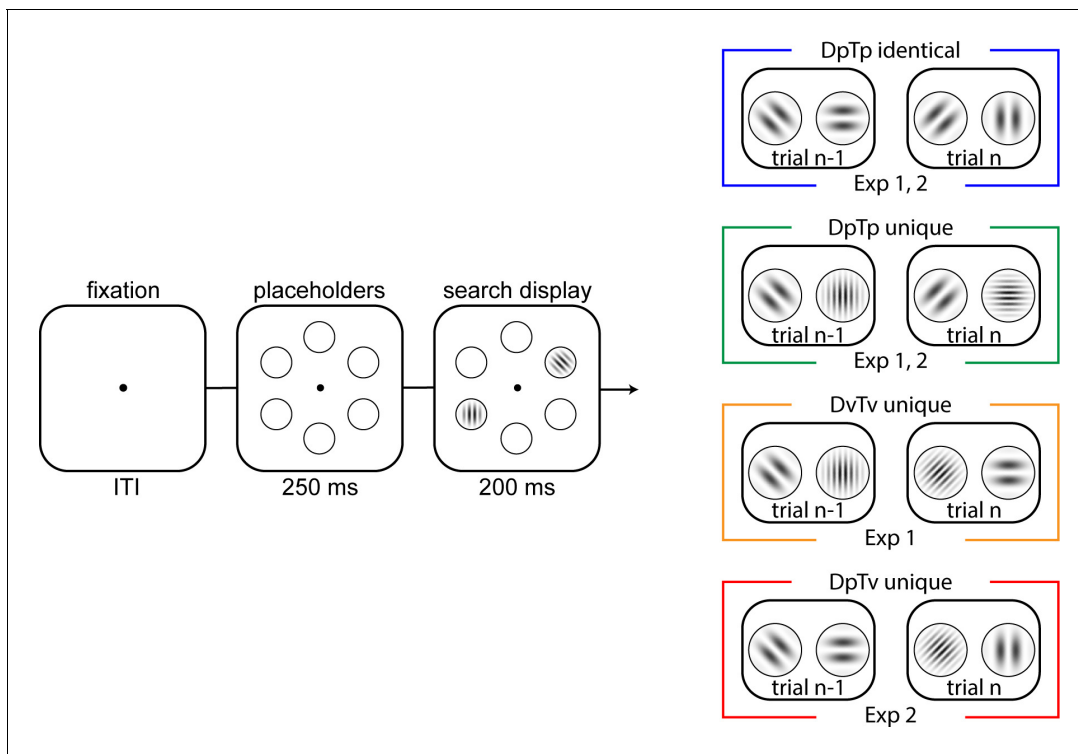 fixation
placeholders
search display
ITI
250 ms
200 ms
DpTp identical
trial n-1
trial n
Exp 1, 2
DpTp unique
trial n-1
trial n
Exp 1, 2
DvTv unique
trial n-1
trial n
Exp 1
DpTv unique
trial n-1
trial n
Exp 2